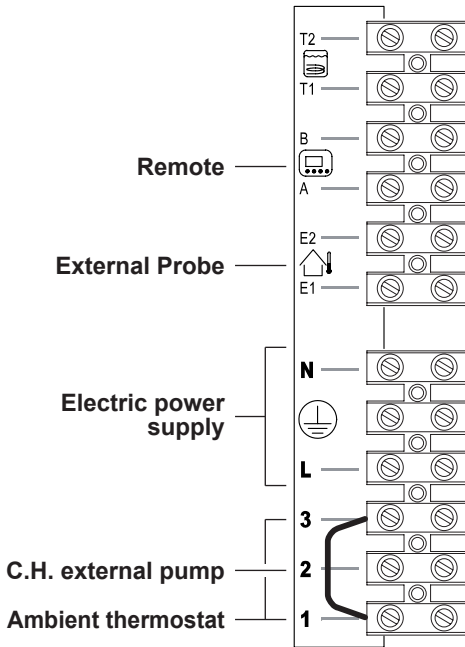 T2
T1
B
Remote
A
E2
External Probe
E1
N
Electric power
supply
L
3
C.H. external pump
2
Ambient thermostat
1